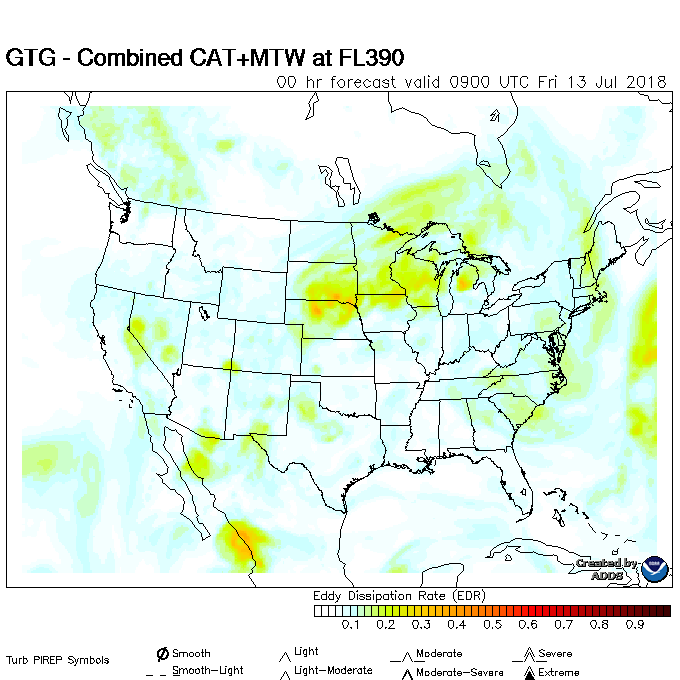 GTG - Combined CAT+MTW at FL390
00 hr forecast valid 0900 UTC Fri 13 Jul 2018
Created by
ADDS
Eddy Dissipation Rate (EDR)
0.1 0.2 0.3 0.4 0.5 0.6 0.7 0.8 0.9
Turb PIREP Symbols
Smooth Light Moderate Severe
Smooth-Light Light-Moderate Moderate-Severe Extreme